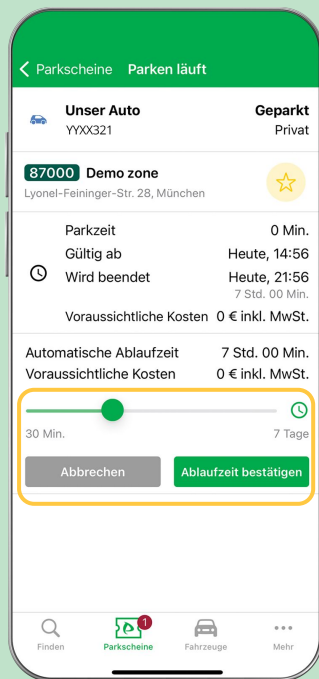 Parkscheine Parken läuft
Unser Auto Geparkt
YYXX321 Privat
87000 Demo zone
Lyonel-Feininger-Str. 28, München
Parkzeit 0 Min.
Gültig ab Heute, 14:56
Wird beendet Heute, 21:56
7 Std. 00 Min.
Voraussichtliche Kosten 0 € inkl. MwSt.
Automatische Ablaufzeit 7 Std. 00 Min.
Voraussichtliche Kosten 0 € inkl. MwSt.
30 Min. 7 Tage
Abbrechen Ablaufzeit bestätigen
1
Finden Parkscheine Fahrzeuge Mehr